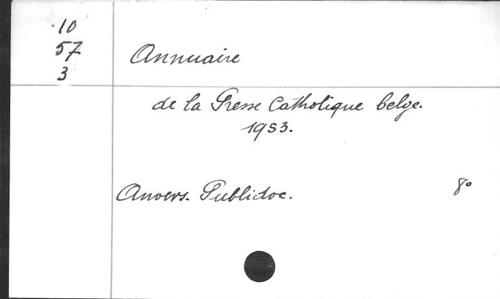 10
57
3
Annuaire
de la Presse Catholique belge.
1953.
Anvers. Publidoc. 8°